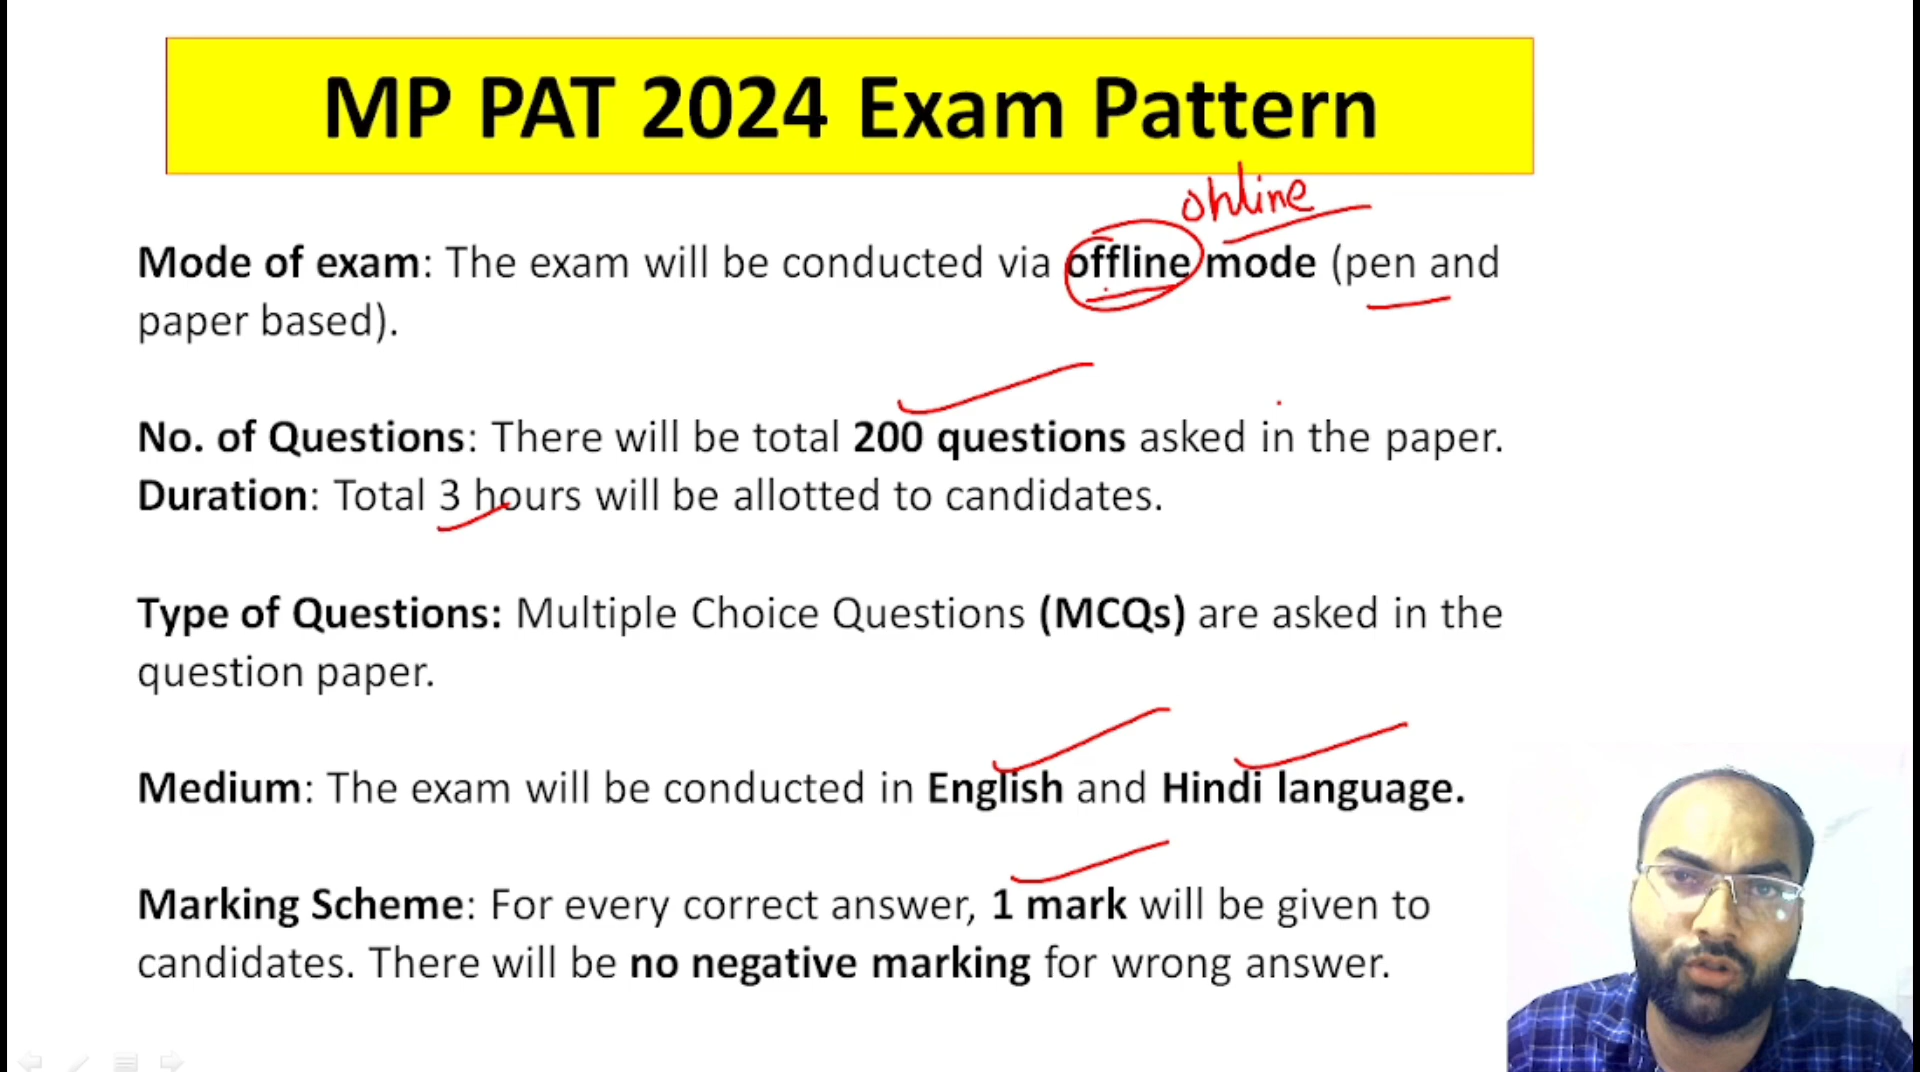 MP PAT 2024 Exam Pattern
online
Mode of exam: The exam will be conducted via offline mode (pen and
paper based).
No. of Questions: There will be total 200 questions asked in the paper.
Duration: Total 3 hours will be allotted to candidates.
Type of Questions: Multiple Choice Questions (MCQs) are asked in the
question paper.
Medium: The exam will be conducted in English and Hindi language.
Marking Scheme: For every correct answer, 1 mark will be given to
candidates. There will be no negative marking for wrong answer.